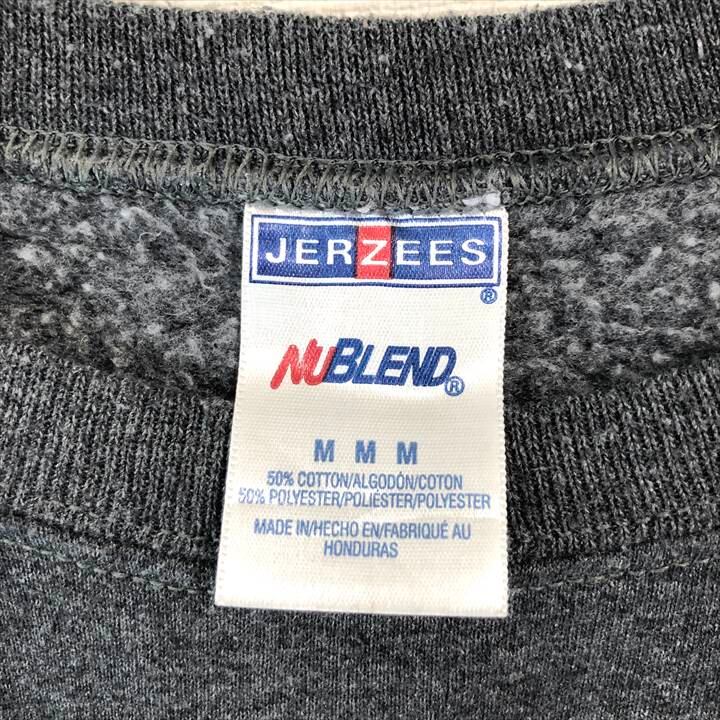 JERZEES®
NUBLEND®
M M M
50% COTTON/ALGODÓN/COTON
50% POLYESTER/POLIÉSTER/POLYESTER
MADE IN/HECHO EN/FABRIQUÉ AU
HONDURAS